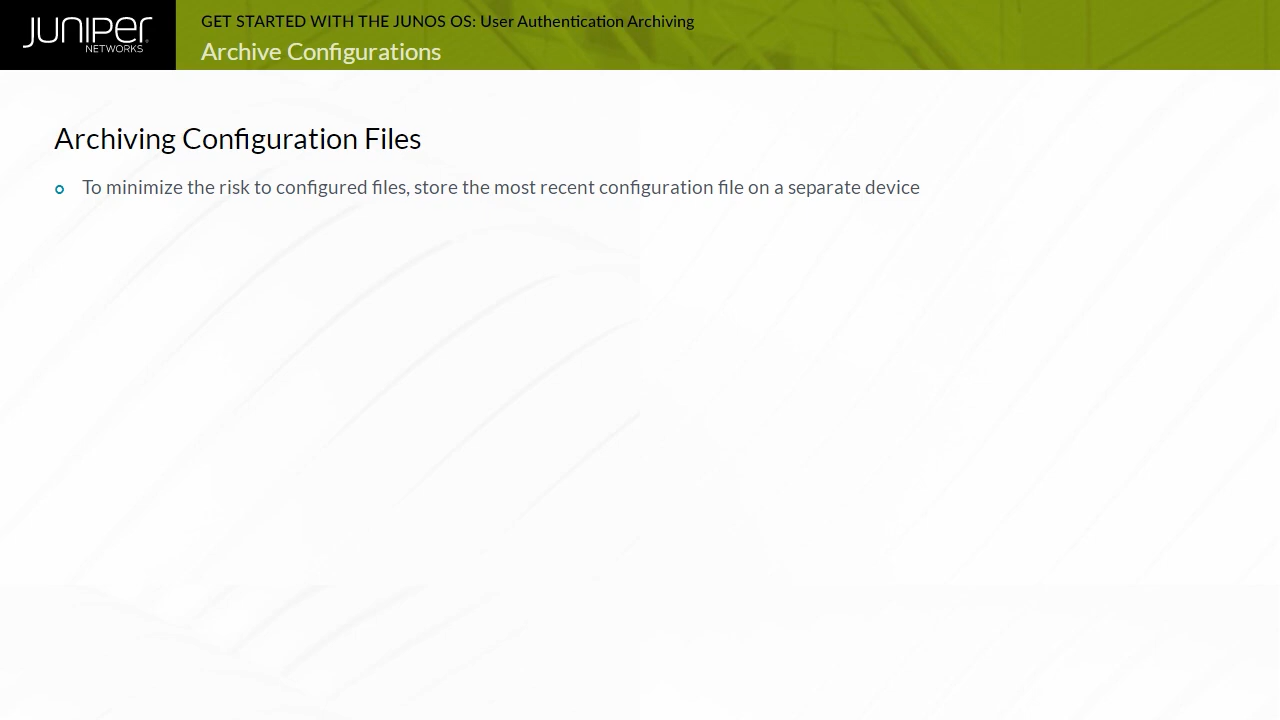 JUNIPER
NETWORKS
GET STARTED WITH THE JUNOS OS: User Authentication Archiving
Archive Configurations
Archiving Configuration Files
To minimize the risk to configured files, store the most recent configuration file on a separate device